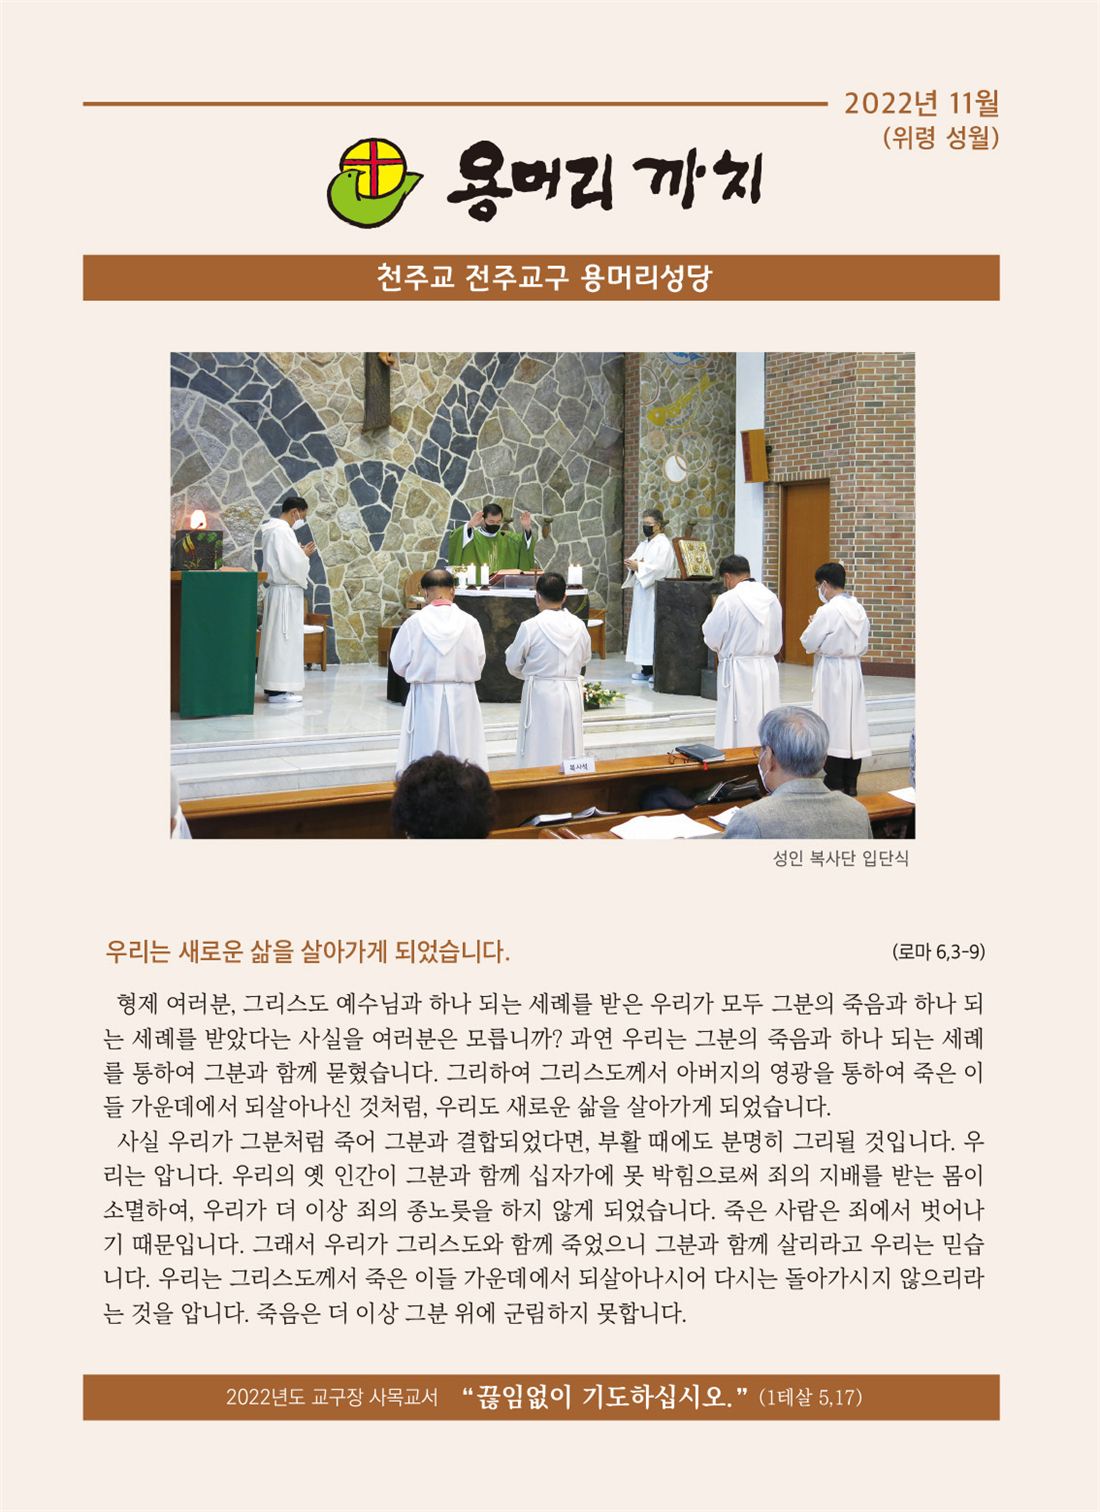 2022년 11월
(위령 성월)
용머리 까치
천주교 전주교구 용머리성당
복사석
성인 복사단 입단식
우리는 새로운 삶을 살아가게 되었습니다. (로마 6,3-9)
형제 여러분, 그리스도 예수님과 하나 되는 세례를 받은 우리가 모두 그분의 죽음과 하나 되
는 세례를 받았다는 사실을 여러분은 모릅니까? 과연 우리는 그분의 죽음과 하나 되는 세례
를 통하여 그분과 함께 묻혔습니다. 그리하여 그리스도께서 아버지의 영광을 통하여 죽은 이
들 가운데에서 되살아나신 것처럼, 우리도 새로운 삶을 살아가게 되었습니다.
사실 우리가 그분처럼 죽어 그분과 결합되었다면, 부활 때에도 분명히 그리될 것입니다. 우
리는 압니다. 우리의 옛 인간이 그분과 함께 십자가에 못 박힘으로써 죄의 지배를 받는 몸이
소멸하여, 우리가 더 이상 죄의 종노릇을 하지 않게 되었습니다. 죽은 사람은 죄에서 벗어나
기 때문입니다. 그래서 우리가 그리스도와 함께 죽었으니 그분과 함께 살리라고 우리는 믿습
니다. 우리는 그리스도께서 죽은 이들 가운데에서 되살아나시어 다시는 돌아가시지 않으리라
는 것을 압니다. 죽음은 더 이상 그분 위에 군림하지 못합니다.
2022년도 교구장 사목교서 “끊임없이 기도하십시오.” (1테살 5,17)